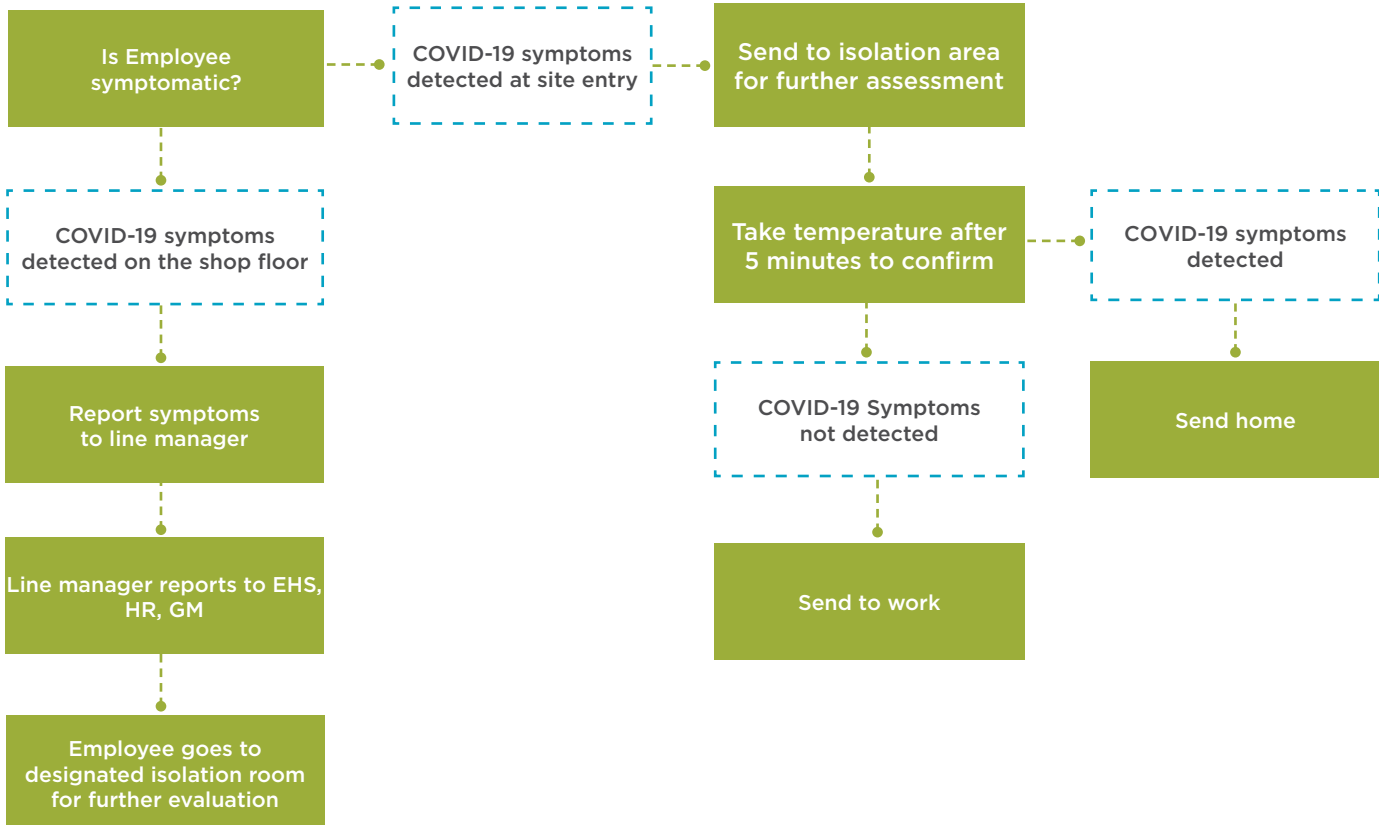 Is Employee
symptomatic?
COVID-19 symptoms
detected at site entry
Send to isolation area
for further assessment
COVID-19 symptoms
detected on the shop floor
Take temperature after
5 minutes to confirm
COVID-19 symptoms
detected
Report symptoms
to line manager
COVID-19 Symptoms
not detected
Send home
Line manager reports to EHS,
HR, GM
Send to work
Employee goes to
designated isolation room
for further evaluation